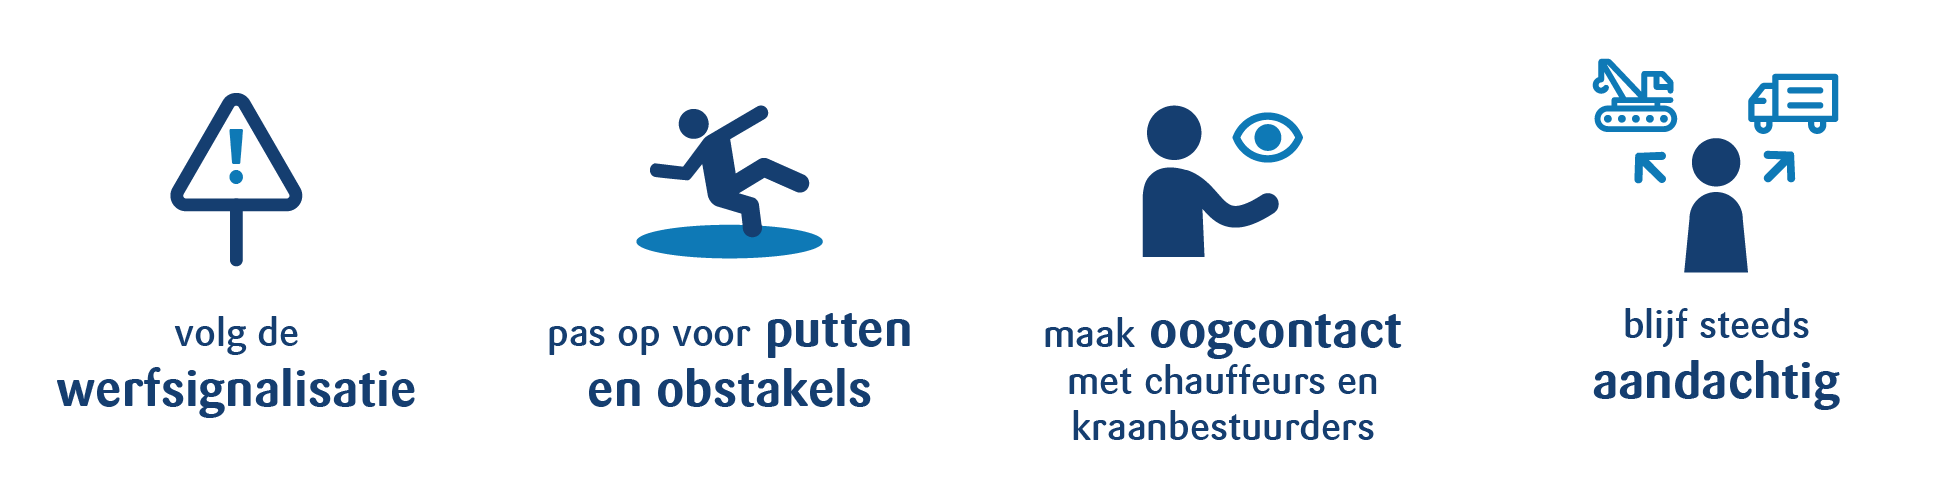 volg de
werfsignalisatie
pas op voor putten
en obstakels
maak oogcontact
met chauffeurs en
kraanbestuurders
blijf steeds
aandachtig